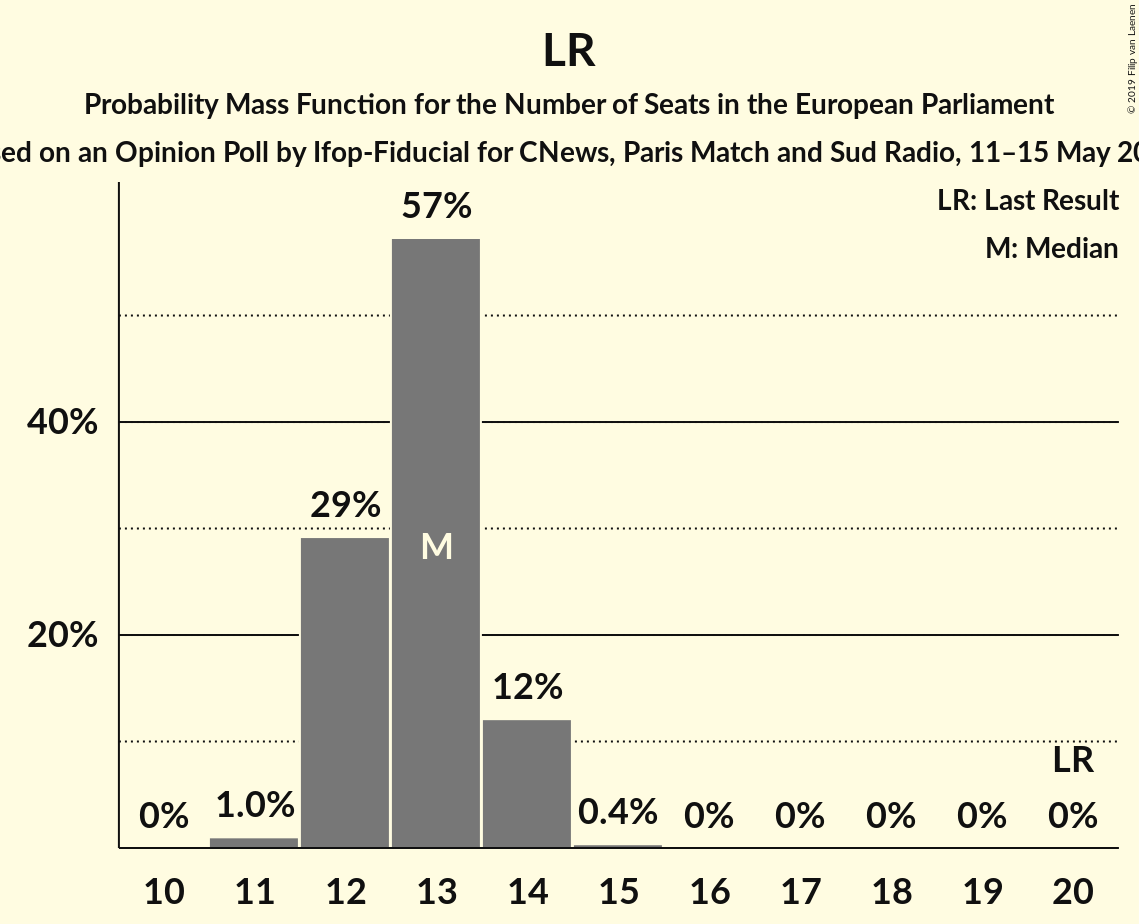 LR
Probability Mass Function for the Number of Seats in the European Parliament
on an Opinion Poll by Ifop-Fiducial for CNews, Paris Match and Sud Radio, 11–15 May
© 2019 Filip van Laenen
LR: Last Result
M: Median
57%
40%
29%
M
20%
12%
LR
0% 1.0% 0.4% 0% 0% 0% 0% 0%
10 11 12 13 14 15 16 17 18 19 20